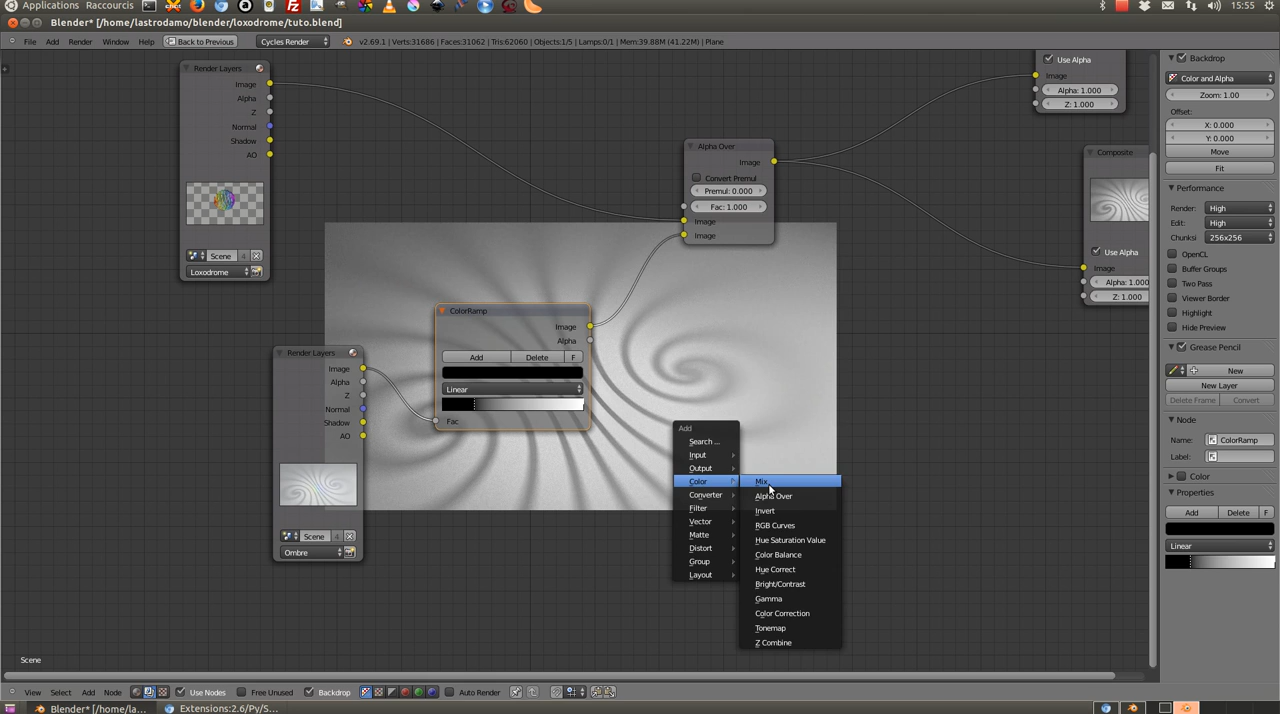 Applications Raccourcis
15:55
Blender* [/home/lastrodamo/blender/loxodrome/tuto.blend]
File Add Render Window Help Back to Previous Cycles Render v2.69.1 | Verts:31686 | Faces:31062 | Tris:62060 | Objects:1/5 | Lamps:0/1 | Mem:39.88M (41.22M) | Plane
Render Layers
Image
Alpha
Z
Normal
Shadow
AO
Scene 4
Loxodrome
Render Layers
Image
Alpha
Z
Normal
Shadow
AO
Scene 4
Ombre
ColorRamp
Image
Alpha
Add Delete F
Linear
Fac
Alpha Over
Image
Convert Premul
Premul: 0.000
Fac: 1.000
Image
Image
Use Alpha
Image
Alpha: 1.000
Z: 1.000
Composite
Use Alpha
Image
Alpha: 1.000
Z: 1.000
Add
Search ...
Input
Output
Color
Converter
Filter
Vector
Matte
Distort
Group
Layout
Mix
Alpha Over
Invert
RGB Curves
Hue Saturation Value
Color Balance
Hue Correct
Bright/Contrast
Gamma
Color Correction
Tonemap
Z Combine
Backdrop
Color and Alpha
Zoom: 1.00
Offset:
X: 0.000
Y: 0.000
Move
Fit
Performance
Render: High
Edit: High
Chunksi 256x256
OpenCL
Buffer Groups
Two Pass
Viewer Border
Highlight
Hide Preview
Grease Pencil
New
New Layer
Delete Frame Convert
Node
Name: ColorRamp
Label:
Color
Properties
Add Delete F
Linear
Scene
View Select Add Node Use Nodes Free Unused Backdrop Auto Render
Blender* [/home/la... Extensions:2.6/Py/S...